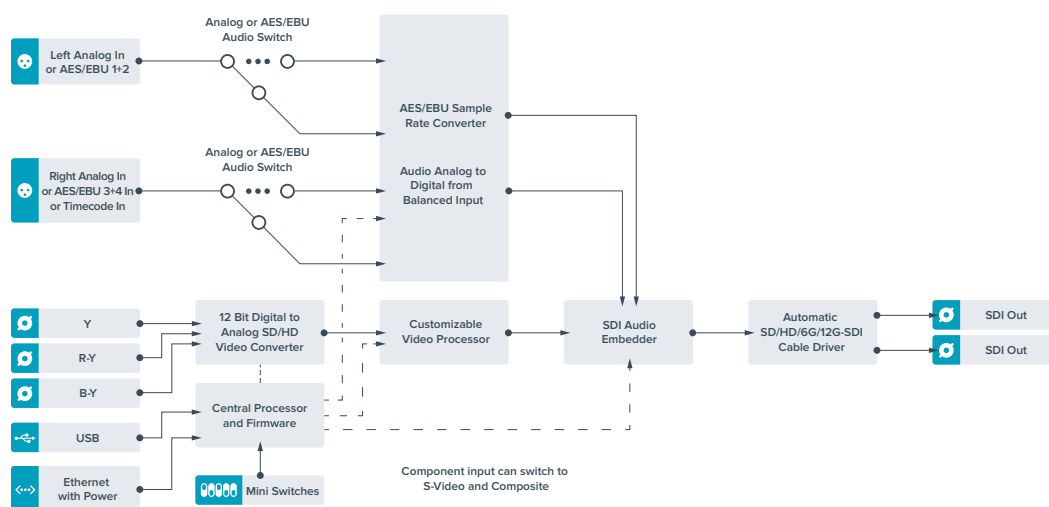 Analog or AES/EBU
Audio Switch
Left Analog In
or AES/EBU 1+2
AES/EBU Sample
Rate Converter
Analog or AES/EBU
Audio Switch
Right Analog In
or AES/EBU 3+4 In
or Timecode In
Audio Analog to
Digital from
Balanced Input
Y
R-Y
B-Y
12 Bit Digital to
Analog SD/HD
Video Converter
Customizable
Video Processor
SDI Audio
Embedder
Automatic
SD/HD/6G/12G-SDI
Cable Driver
SDI Out
SDI Out
Central Processor
and Firmware
USB
Ethernet
with Power
Mini Switches
Component input can switch to
S-Video and Composite